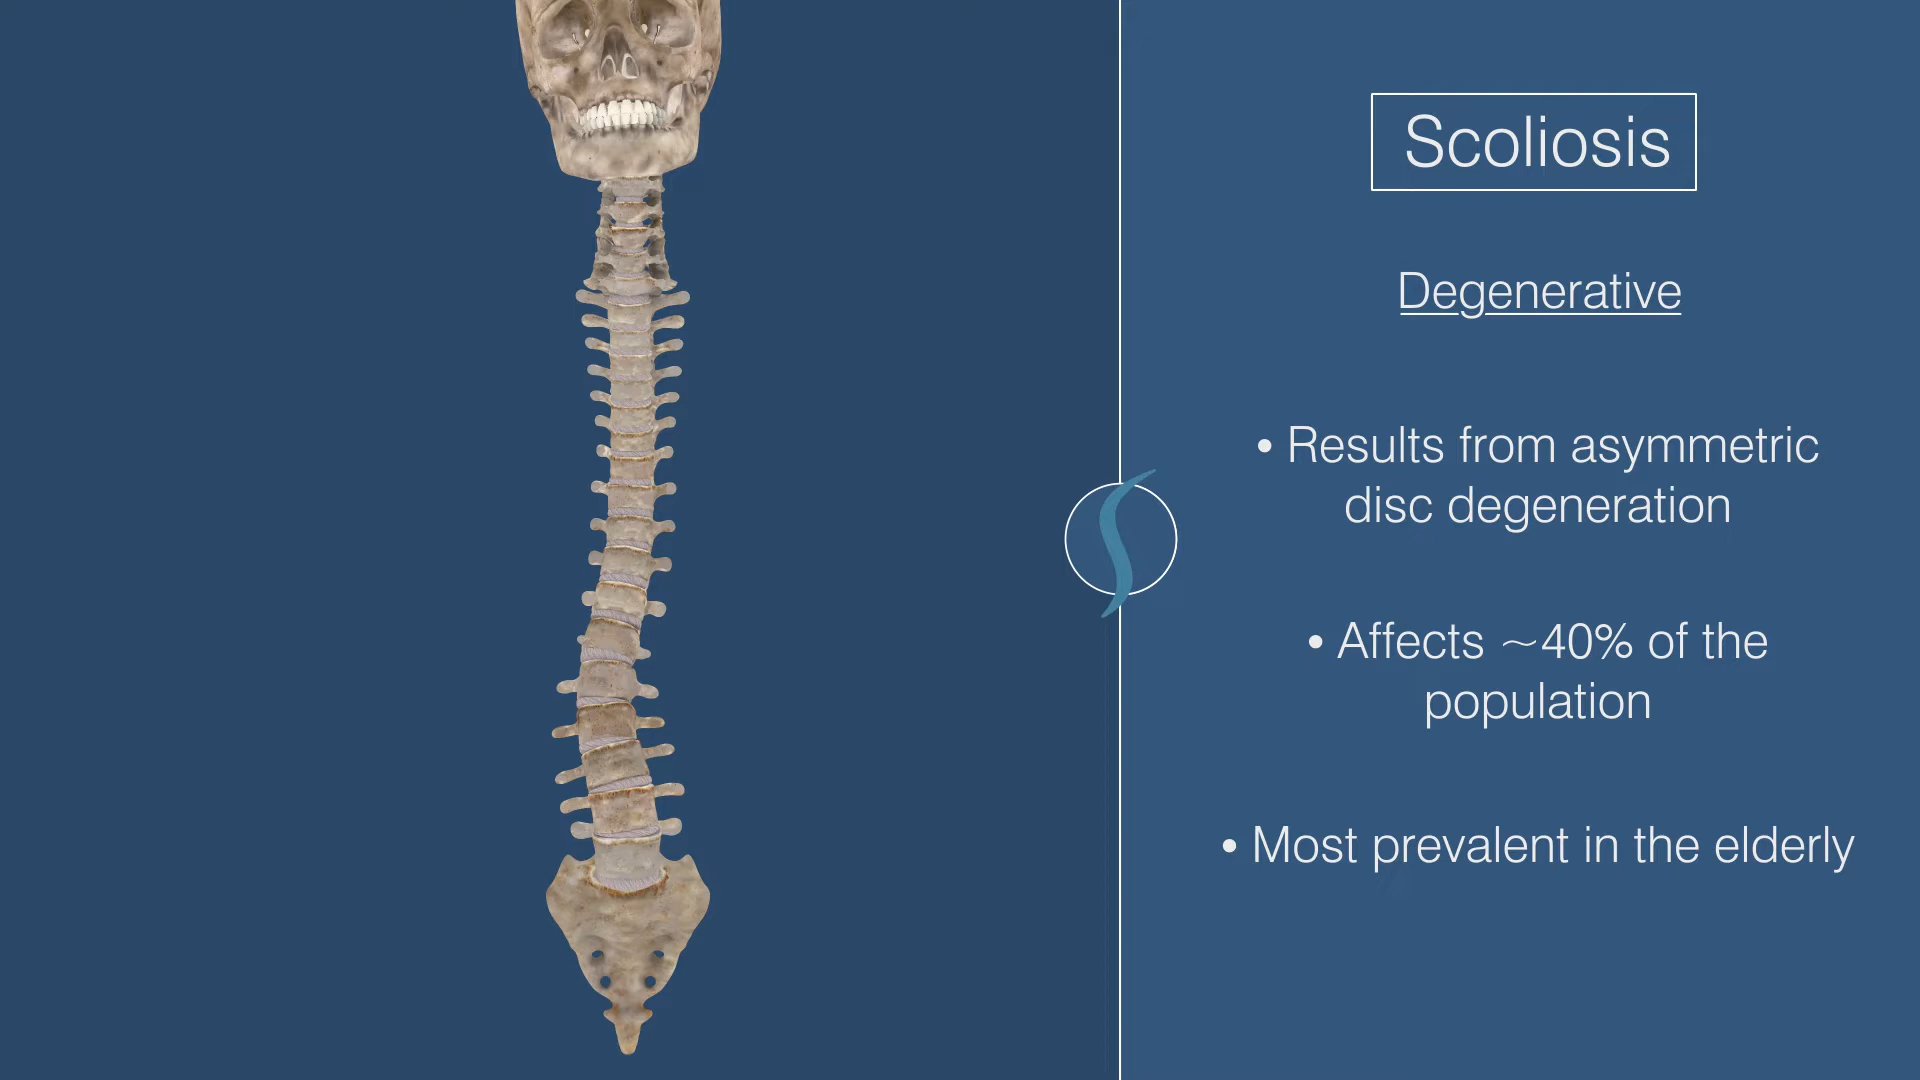 Scoliosis
Degenerative
• Results from asymmetric
disc degeneration
• Affects ~40% of the
population
• Most prevalent in the elderly